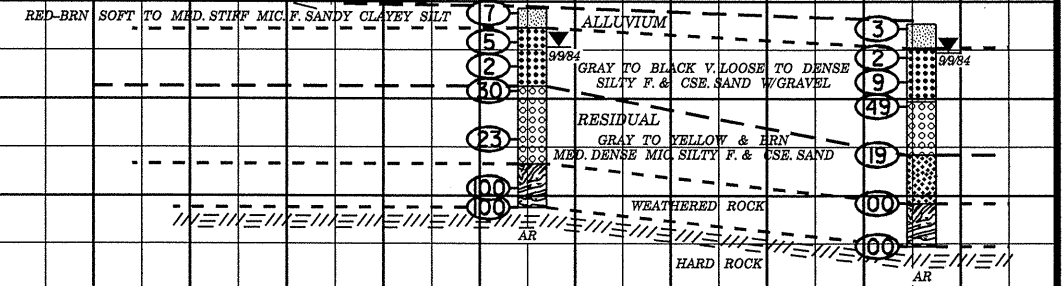 RED-BRN SOFT TO MED. STIFF MIC. F. SANDY CLAYEY SILT
7
ALLUVIUM
3
5
9/9/84
2
9/9/84
2
GRAY TO BLACK V. LOOSE TO DENSE
9
SILTY F. & CSE. SAND W/GRAVEL
30
49
RESIDUAL
23
GRAY TO YELLOW & BRN
19
MED. DENSE MIC. SILTY F. & CSE. SAND
100
WEATHERED ROCK
100
100
AR
100
HARD ROCK
AR